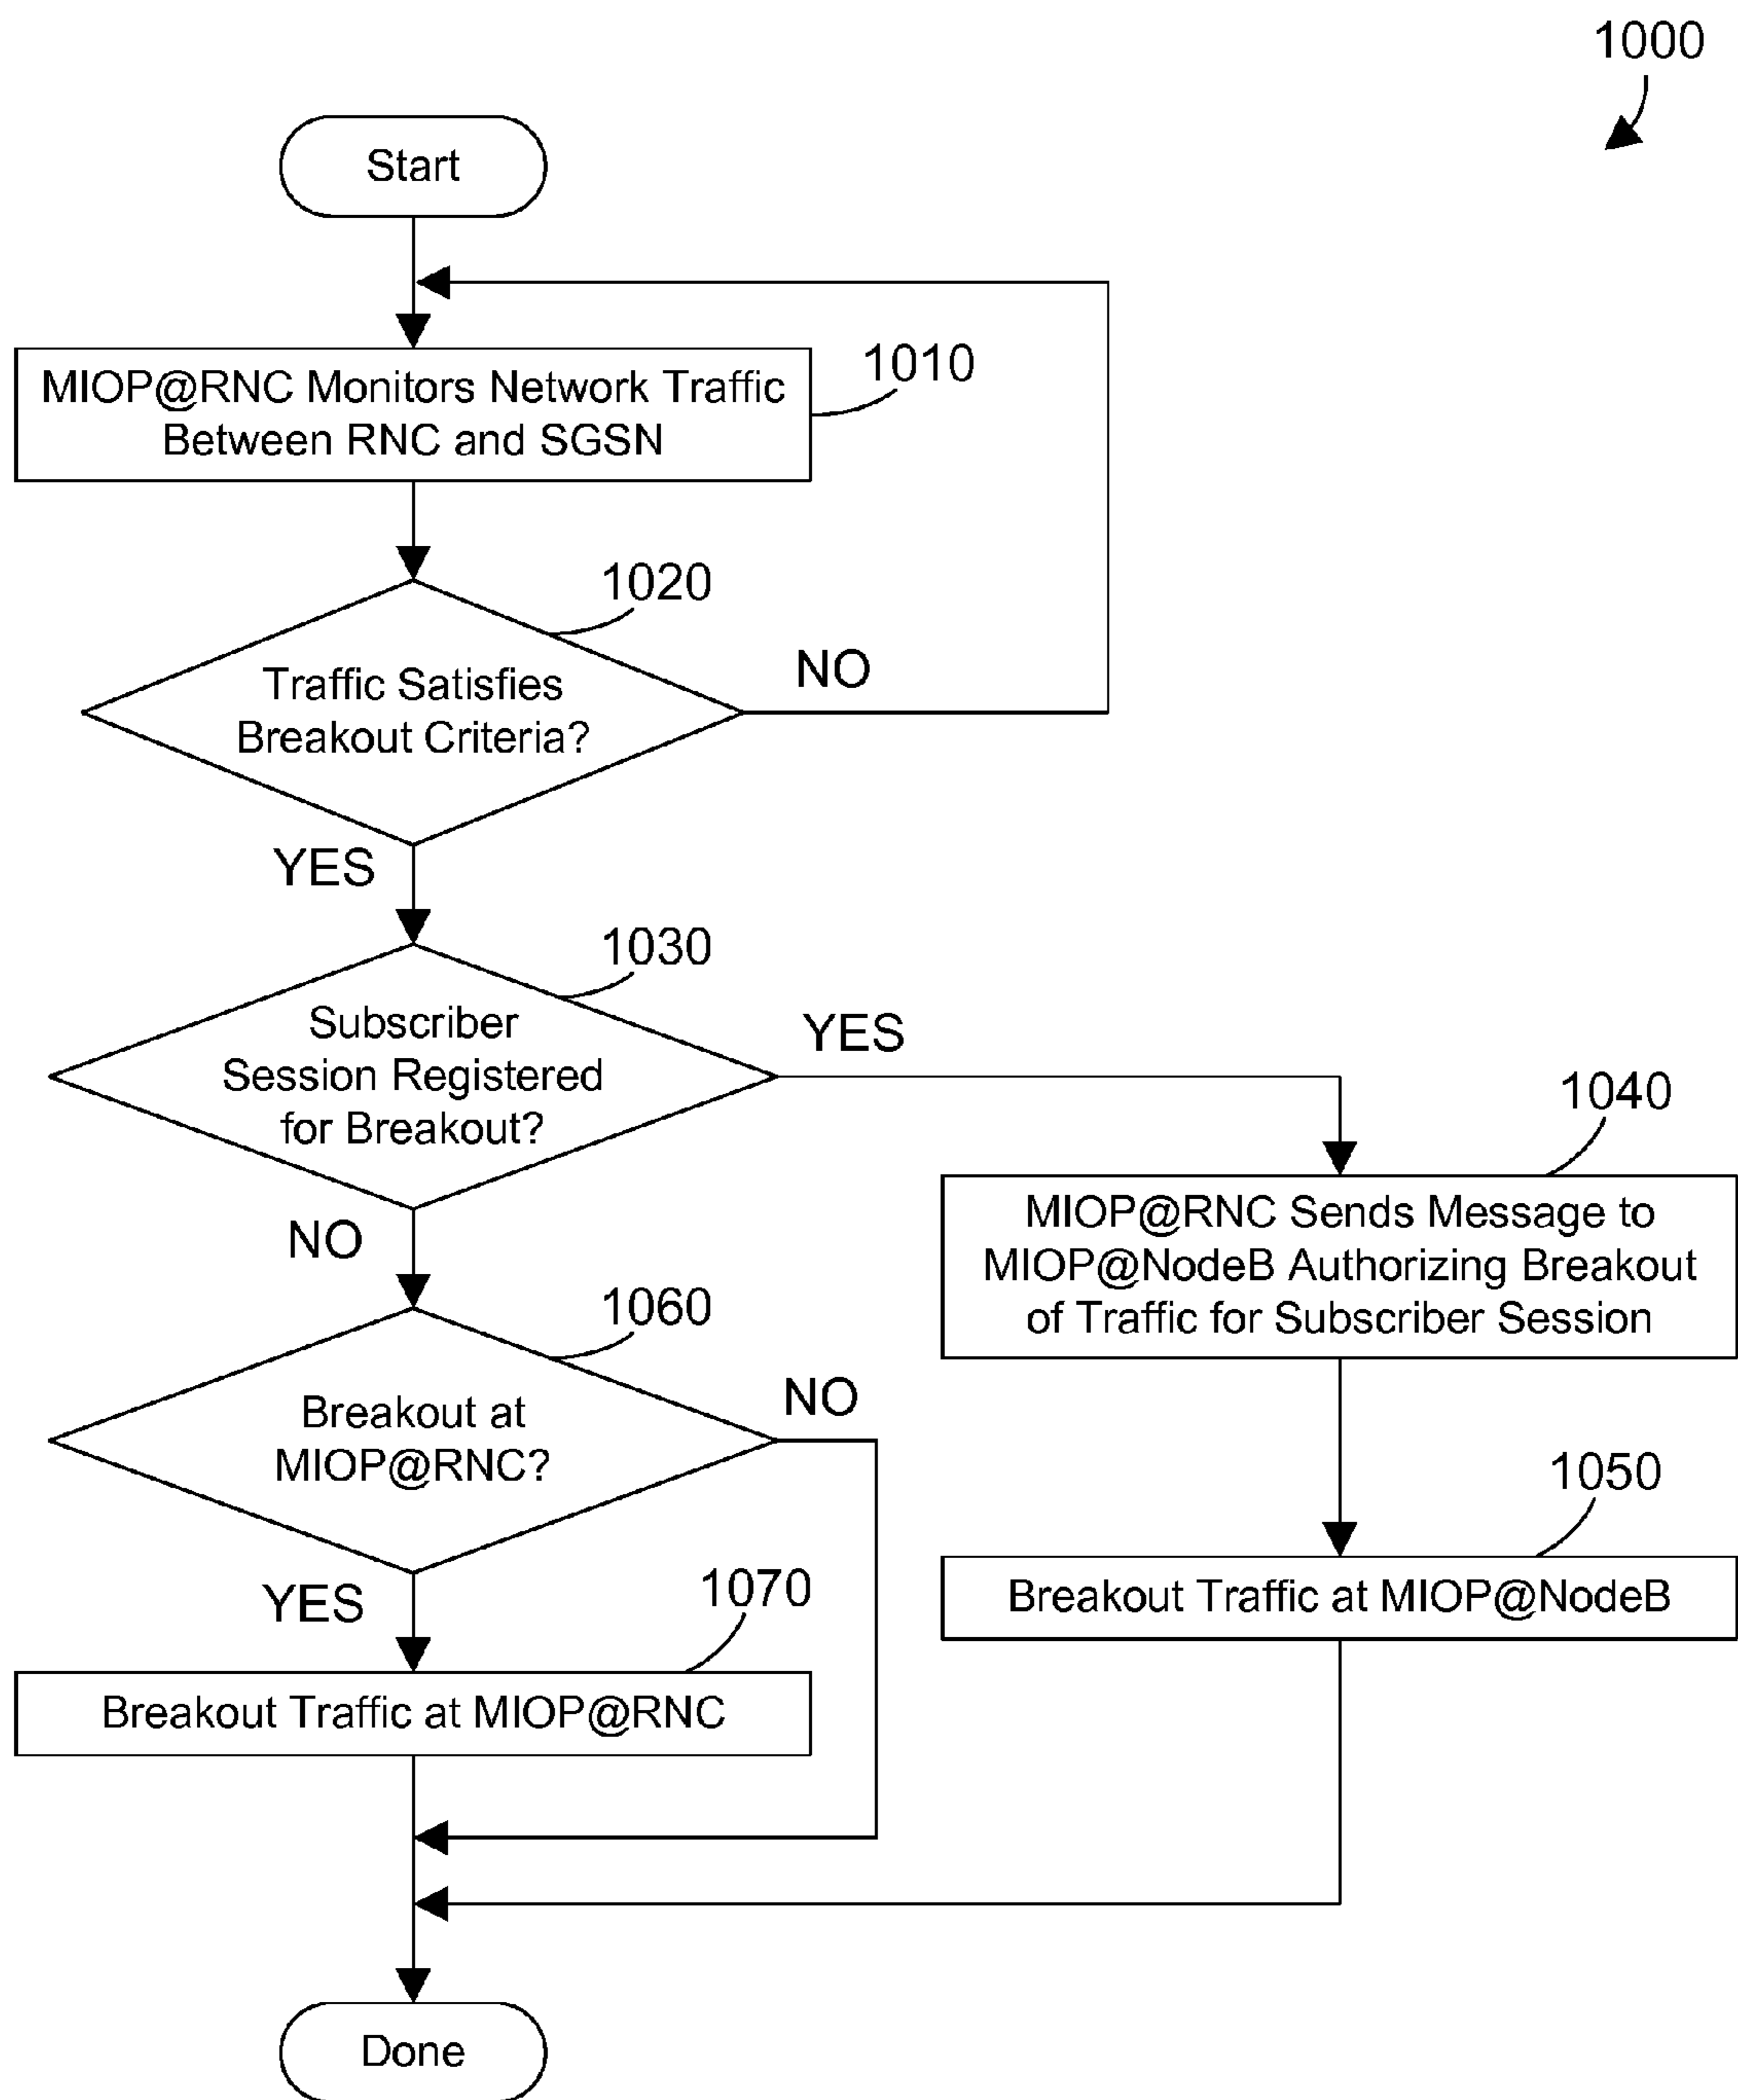 1000
Start
MIOP@RNC Monitors Network Traffic
Between RNC and SGSN
1010
1020
Traffic Satisfies
Breakout Criteria?
NO
YES
1030
Subscriber
Session Registered
for Breakout?
YES
NO
1040
MIOP@RNC Sends Message to
MIOP@NodeB Authorizing Breakout
of Traffic for Subscriber Session
1060
Breakout at
MIOP@RNC?
NO
YES
1050
Breakout Traffic at MIOP@NodeB
1070
Breakout Traffic at MIOP@RNC
Done